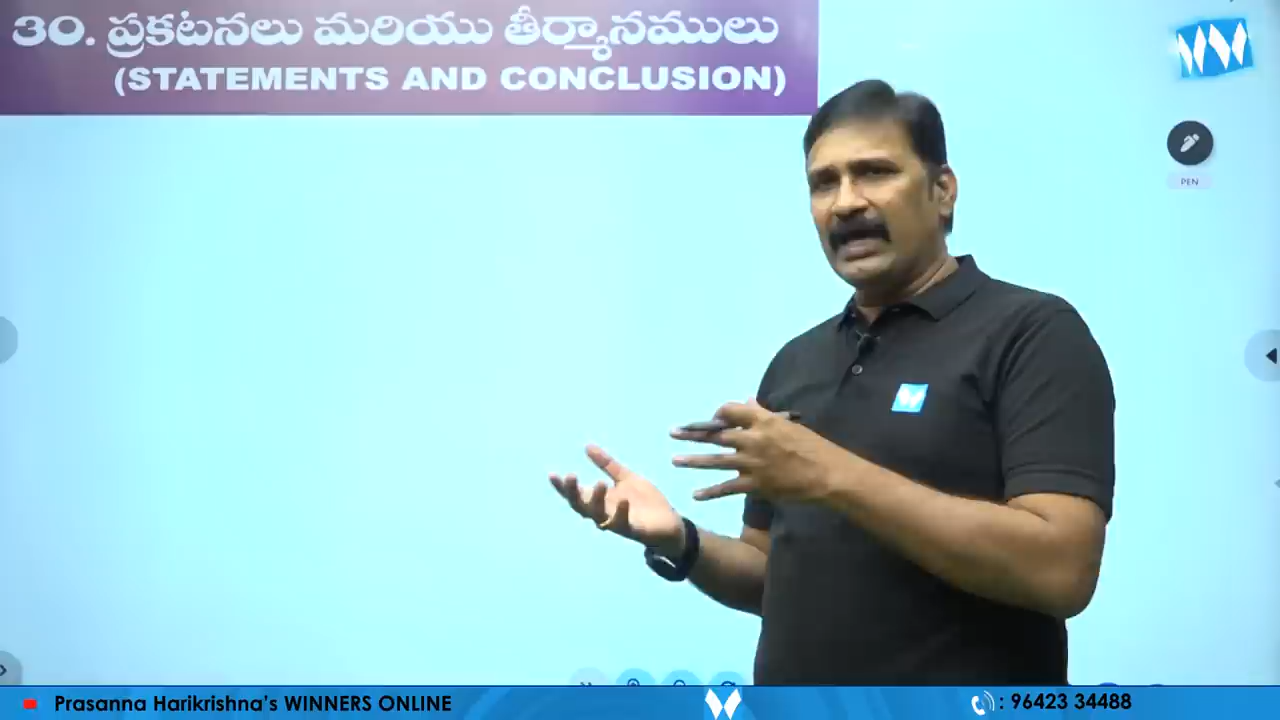 30. ప్రకటనలు మరియు తీర్మానములు
(STATEMENTS AND CONCLUSION)
PEN
Prasanna Harikrishna's WINNERS ONLINE
: 96423 34488